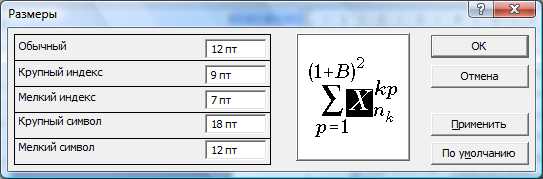 Размеры
Обычный 12 пт
Крупный индекс 9 пт
Мелкий индекс 7 пт
Крупный символ 18 пт
Мелкий символ 12 пт
(1+B)²
∑ X kp
n k
p = 1
ОК
Отмена
Применить
По умолчанию